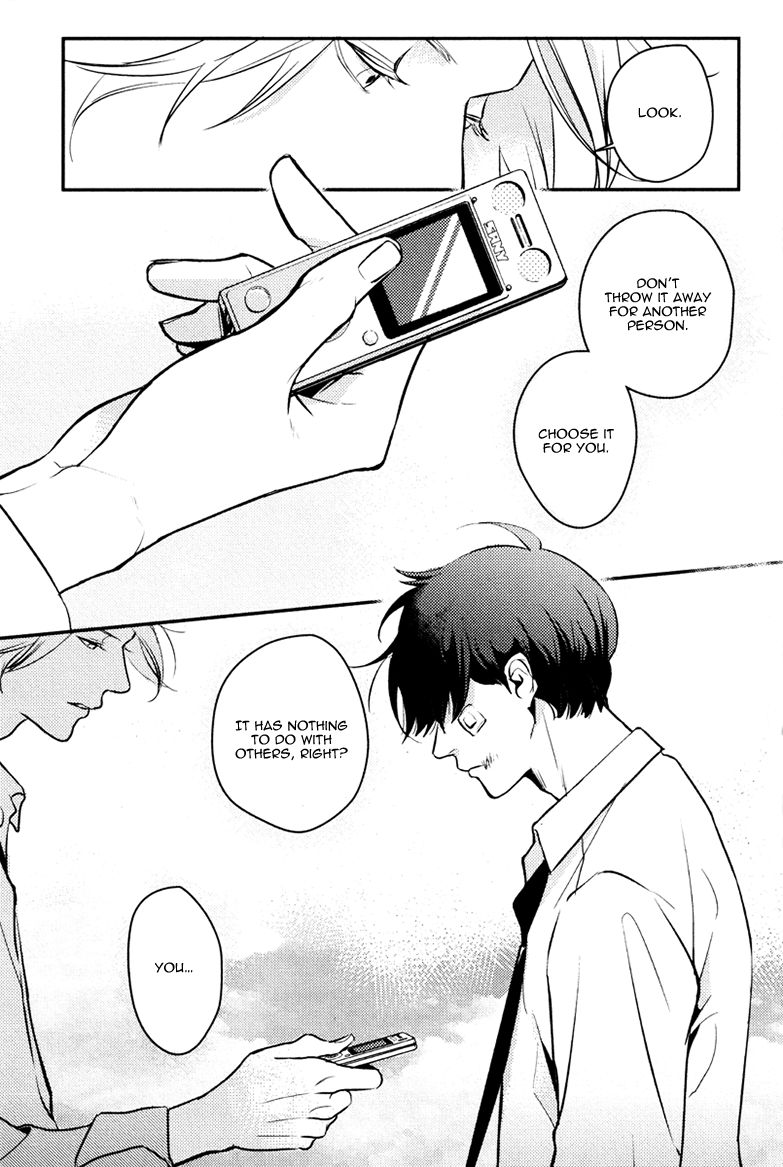 LOOK.
DON'T
THROW IT AWAY
FOR ANOTHER
PERSON.
CHOOSE IT
FOR YOU.
SANY
IT HAS NOTHING
TO DO WITH
OTHERS, RIGHT?
YOU...